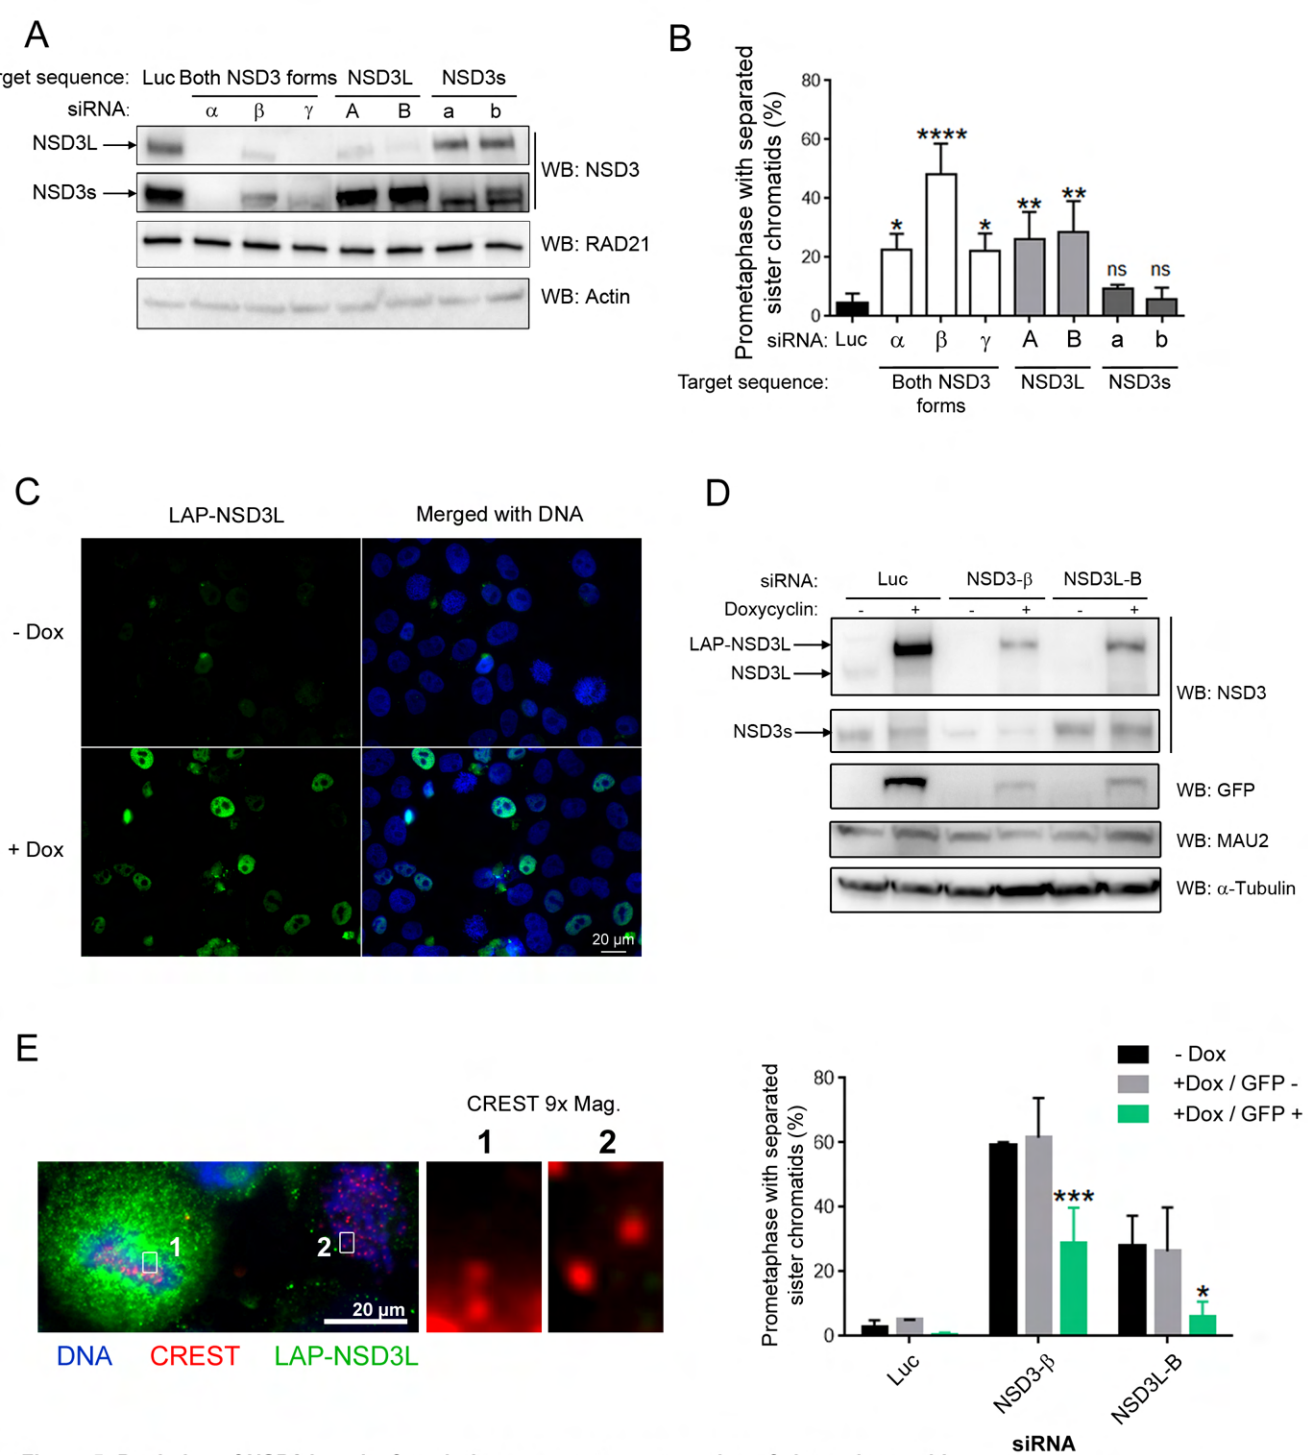 A
rget sequence: Luc Both NSD3 forms NSD3L NSD3s
siRNA: α β γ A B a b
NSD3L
NSD3s
WB: NSD3
WB: RAD21
WB: Actin
B
Prometaphase with separated
sister chromatids (%)
80
60
40
20
0
* **** * ** ** ns ns
siRNA: Luc α β γ A B a b
Target sequence: Both NSD3 NSD3L NSD3s
forms
C
LAP-NSD3L Merged with DNA
- Dox
+ Dox
20 µm
D
siRNA: Luc NSD3-β NSD3L-B
Doxycyclin: - + - + - +
LAP-NSD3L
NSD3L
NSD3s
WB: NSD3
WB: GFP
WB: MAU2
WB: α-Tubulin
E
CREST 9x Mag.
1 2
1
2
20 µm
DNA CREST LAP-NSD3L
Prometaphase with separated
sister chromatids (%)
80
60
40
20
0
- Dox
+Dox / GFP -
+Dox / GFP +
*** *
Luc NSD3-β NSD3L-B
siRNA